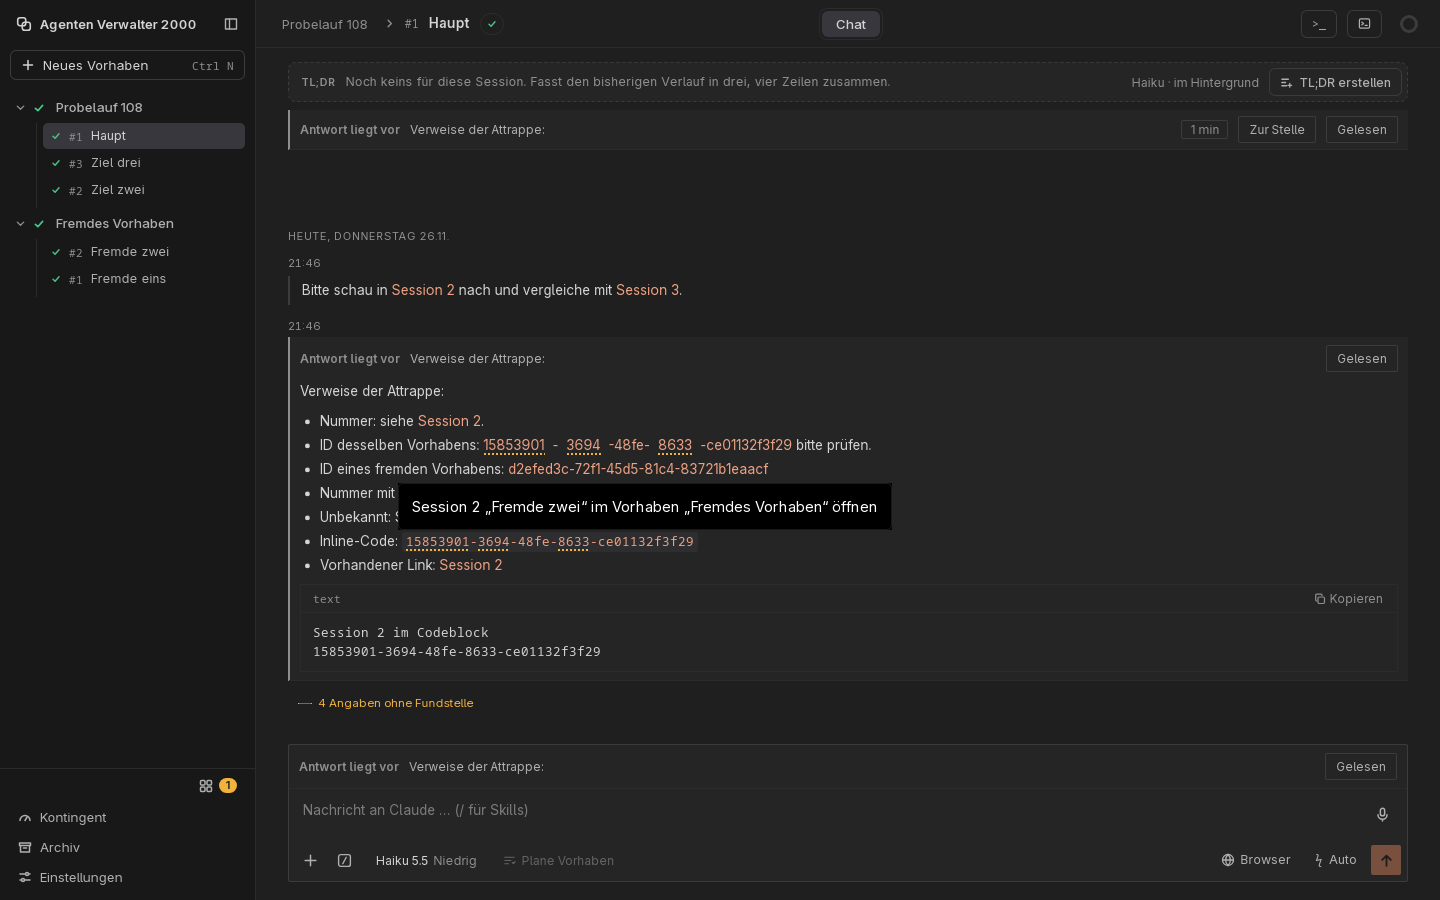 Agenten Verwalter 2000
Neues Vorhaben Ctrl N
Probelauf 108
#1 Haupt
#3 Ziel drei
#2 Ziel zwei
Fremdes Vorhaben
#2 Fremde zwei
#1 Fremde eins
1
Kontingent
Archiv
Einstellungen
Probelauf 108 > #1 Haupt
Chat
>_
TL;DR Noch keins für diese Session. Fasst den bisherigen Verlauf in drei, vier Zeilen zusammen. Haiku · im Hintergrund TL;DR erstellen
Antwort liegt vor Verweise der Attrappe: 1 min Zur Stelle Gelesen
HEUTE, DONNERSTAG 26.11.
21:46
Bitte schau in Session 2 nach und vergleiche mit Session 3.
21:46
Antwort liegt vor Verweise der Attrappe: Gelesen
Verweise der Attrappe:
• Nummer: siehe Session 2.
• ID desselben Vorhabens: 15853901 - 3694 -48fe- 8633 -ce01132f3f29 bitte prüfen.
• ID eines fremden Vorhabens: d2efed3c-72f1-45d5-81c4-83721b1eaacf
• Nummer mit
Session 2 „Fremde zwei“ im Vorhaben „Fremdes Vorhaben“ öffnen
• Unbekannt:
• Inline-Code: 15853901-3694-48fe-8633-ce01132f3f29
• Vorhandener Link: Session 2
text Kopieren
Session 2 im Codeblock
15853901-3694-48fe-8633-ce01132f3f29
4 Angaben ohne Fundstelle
Antwort liegt vor Verweise der Attrappe: Gelesen
Nachricht an Claude … (/ für Skills)
Haiku 5.5 Niedrig Plane Vorhaben Browser Auto